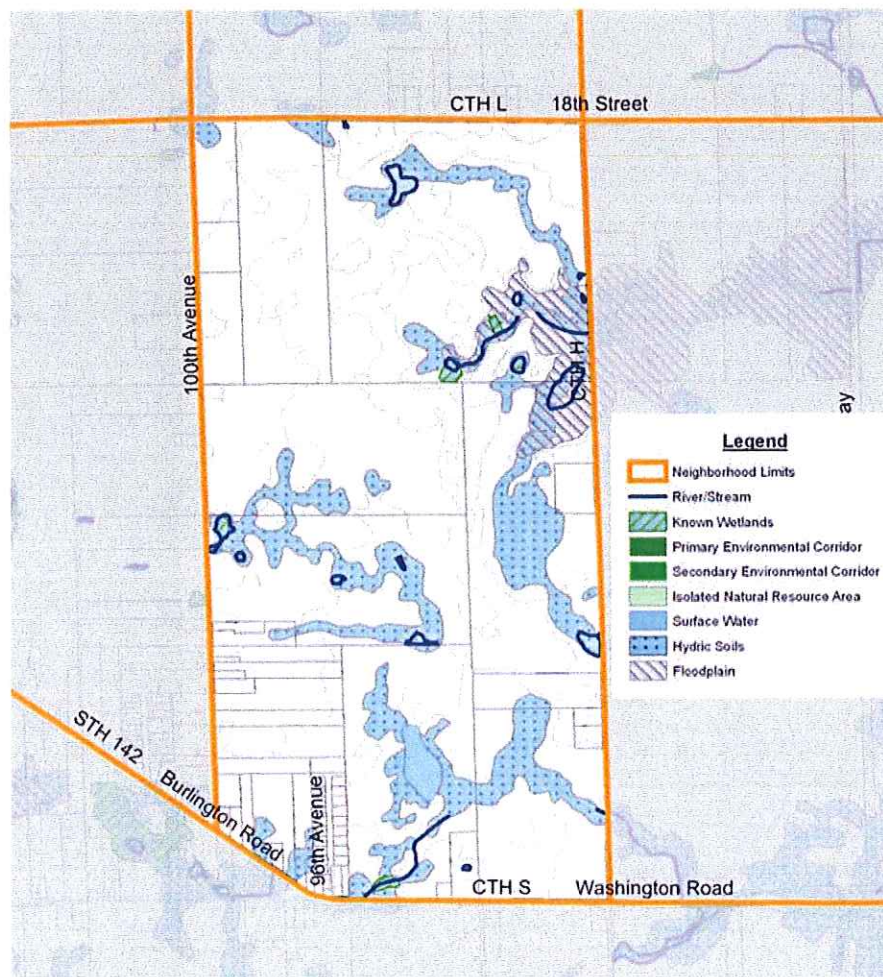 CTH L 18th Street
100th Avenue
CTH H
ay
Legend
Neighborhood Limits
River/Stream
Known Wetlands
Primary Environmental Corridor
Secondary Environmental Corridor
Isolated Natural Resource Area
Surface Water
Hydric Soils
Floodplain
STH 142 Burlington Road
96th Avenue
CTH S Washington Road